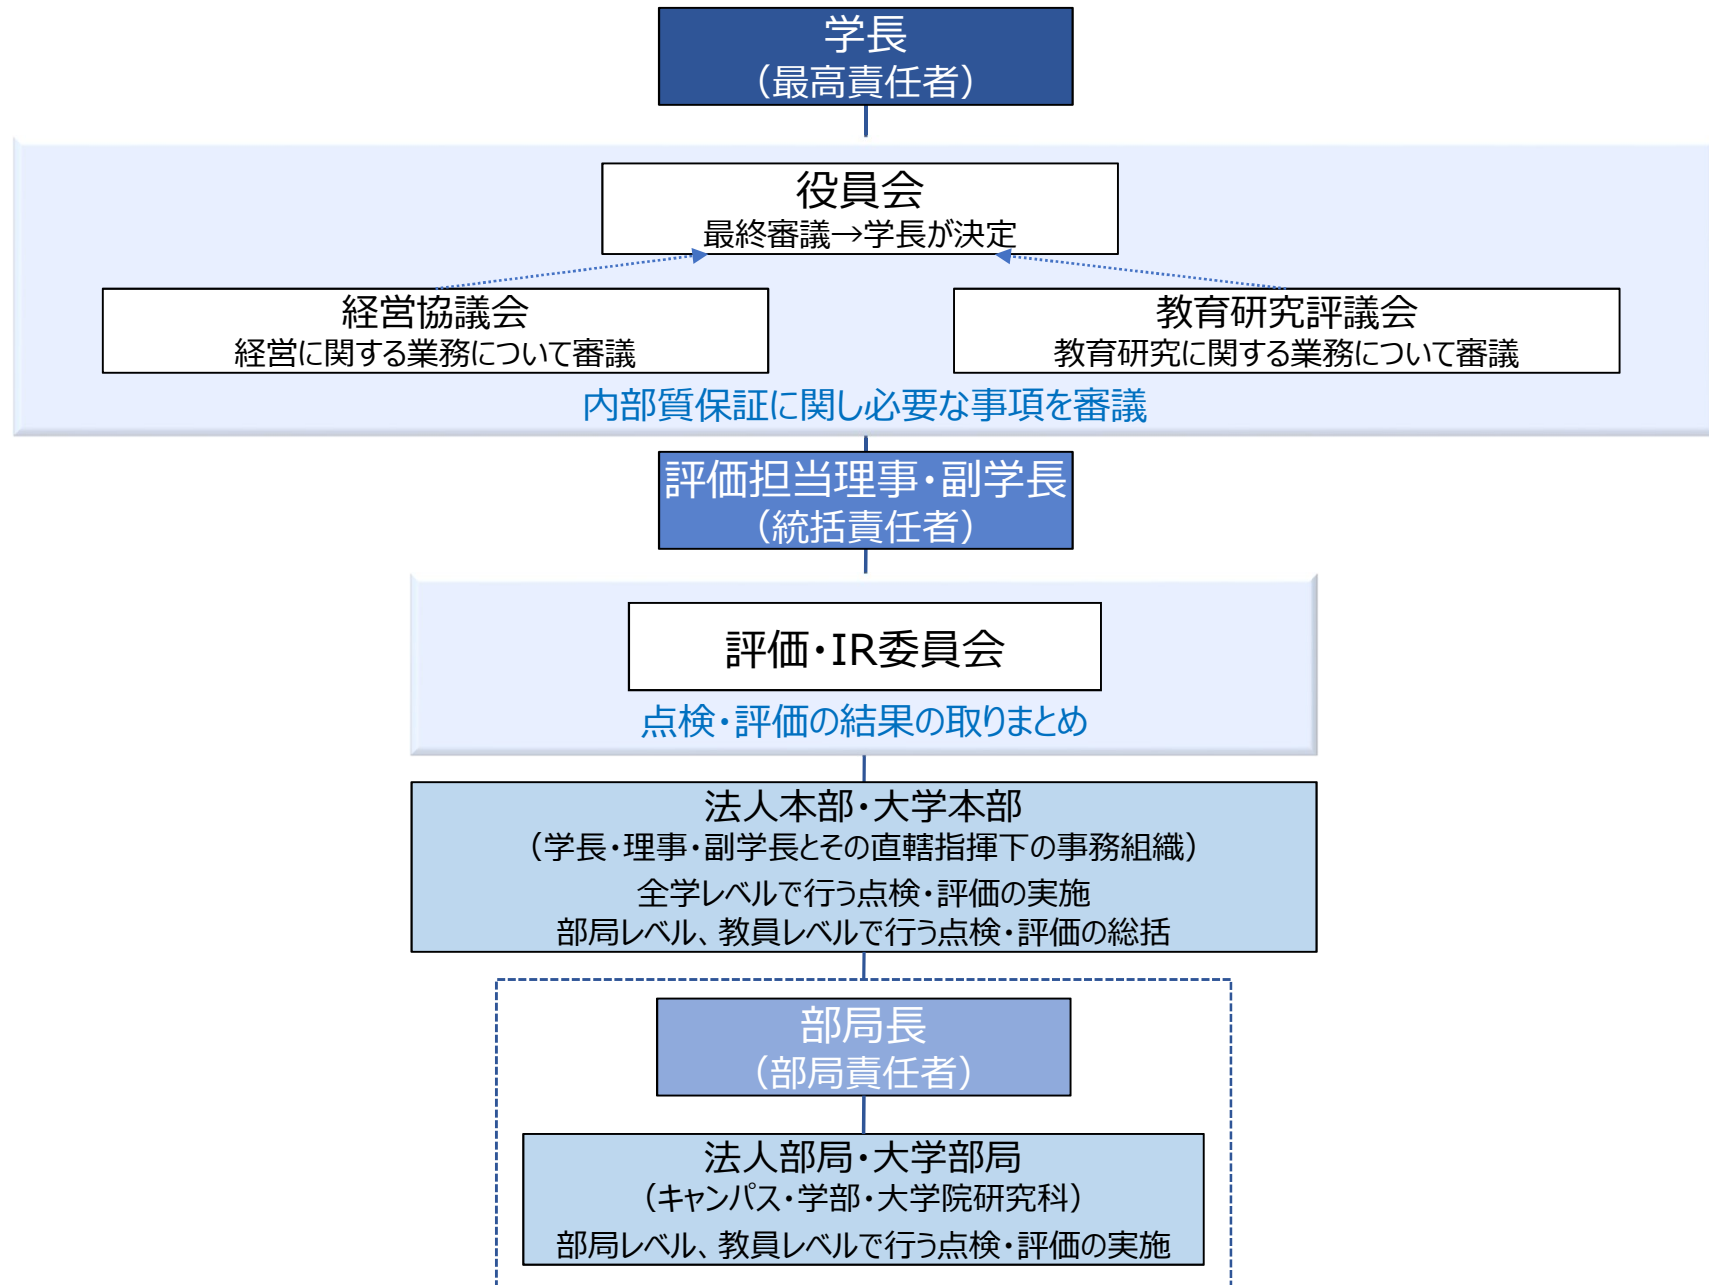 学長
（最高責任者）
役員会
最終審議→学長が決定
経営協議会
経営に関する業務について審議
教育研究評議会
教育研究に関する業務について審議
内部質保証に関し必要な事項を審議
評価担当理事・副学長
（統括責任者）
評価・IR委員会
点検・評価の結果の取りまとめ
法人本部・大学本部
（学長・理事・副学長とその直轄指揮下の事務組織）
全学レベルで行う点検・評価の実施
部局レベル、教員レベルで行う点検・評価の総括
部局長
（部局責任者）
法人部局・大学部局
（キャンパス・学部・大学院研究科）
部局レベル、教員レベルで行う点検・評価の実施